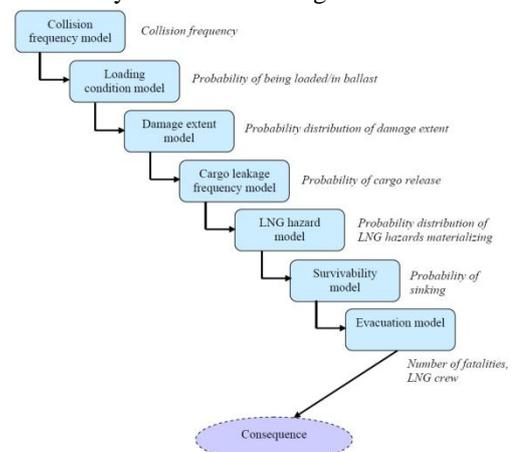 Collision
frequency model
Collision frequency
Loading
condition model
Probability of being loaded/in ballast
Damage extent
model
Probability distribution of damage extent
Cargo leakage
frequency model
Probability of cargo release
LNG hazard
model
Probability distribution of
LNG hazards materializing
Survivability
model
Probability of
sinking
Evacuation model
Number of fatalities,
LNG crew
Consequence